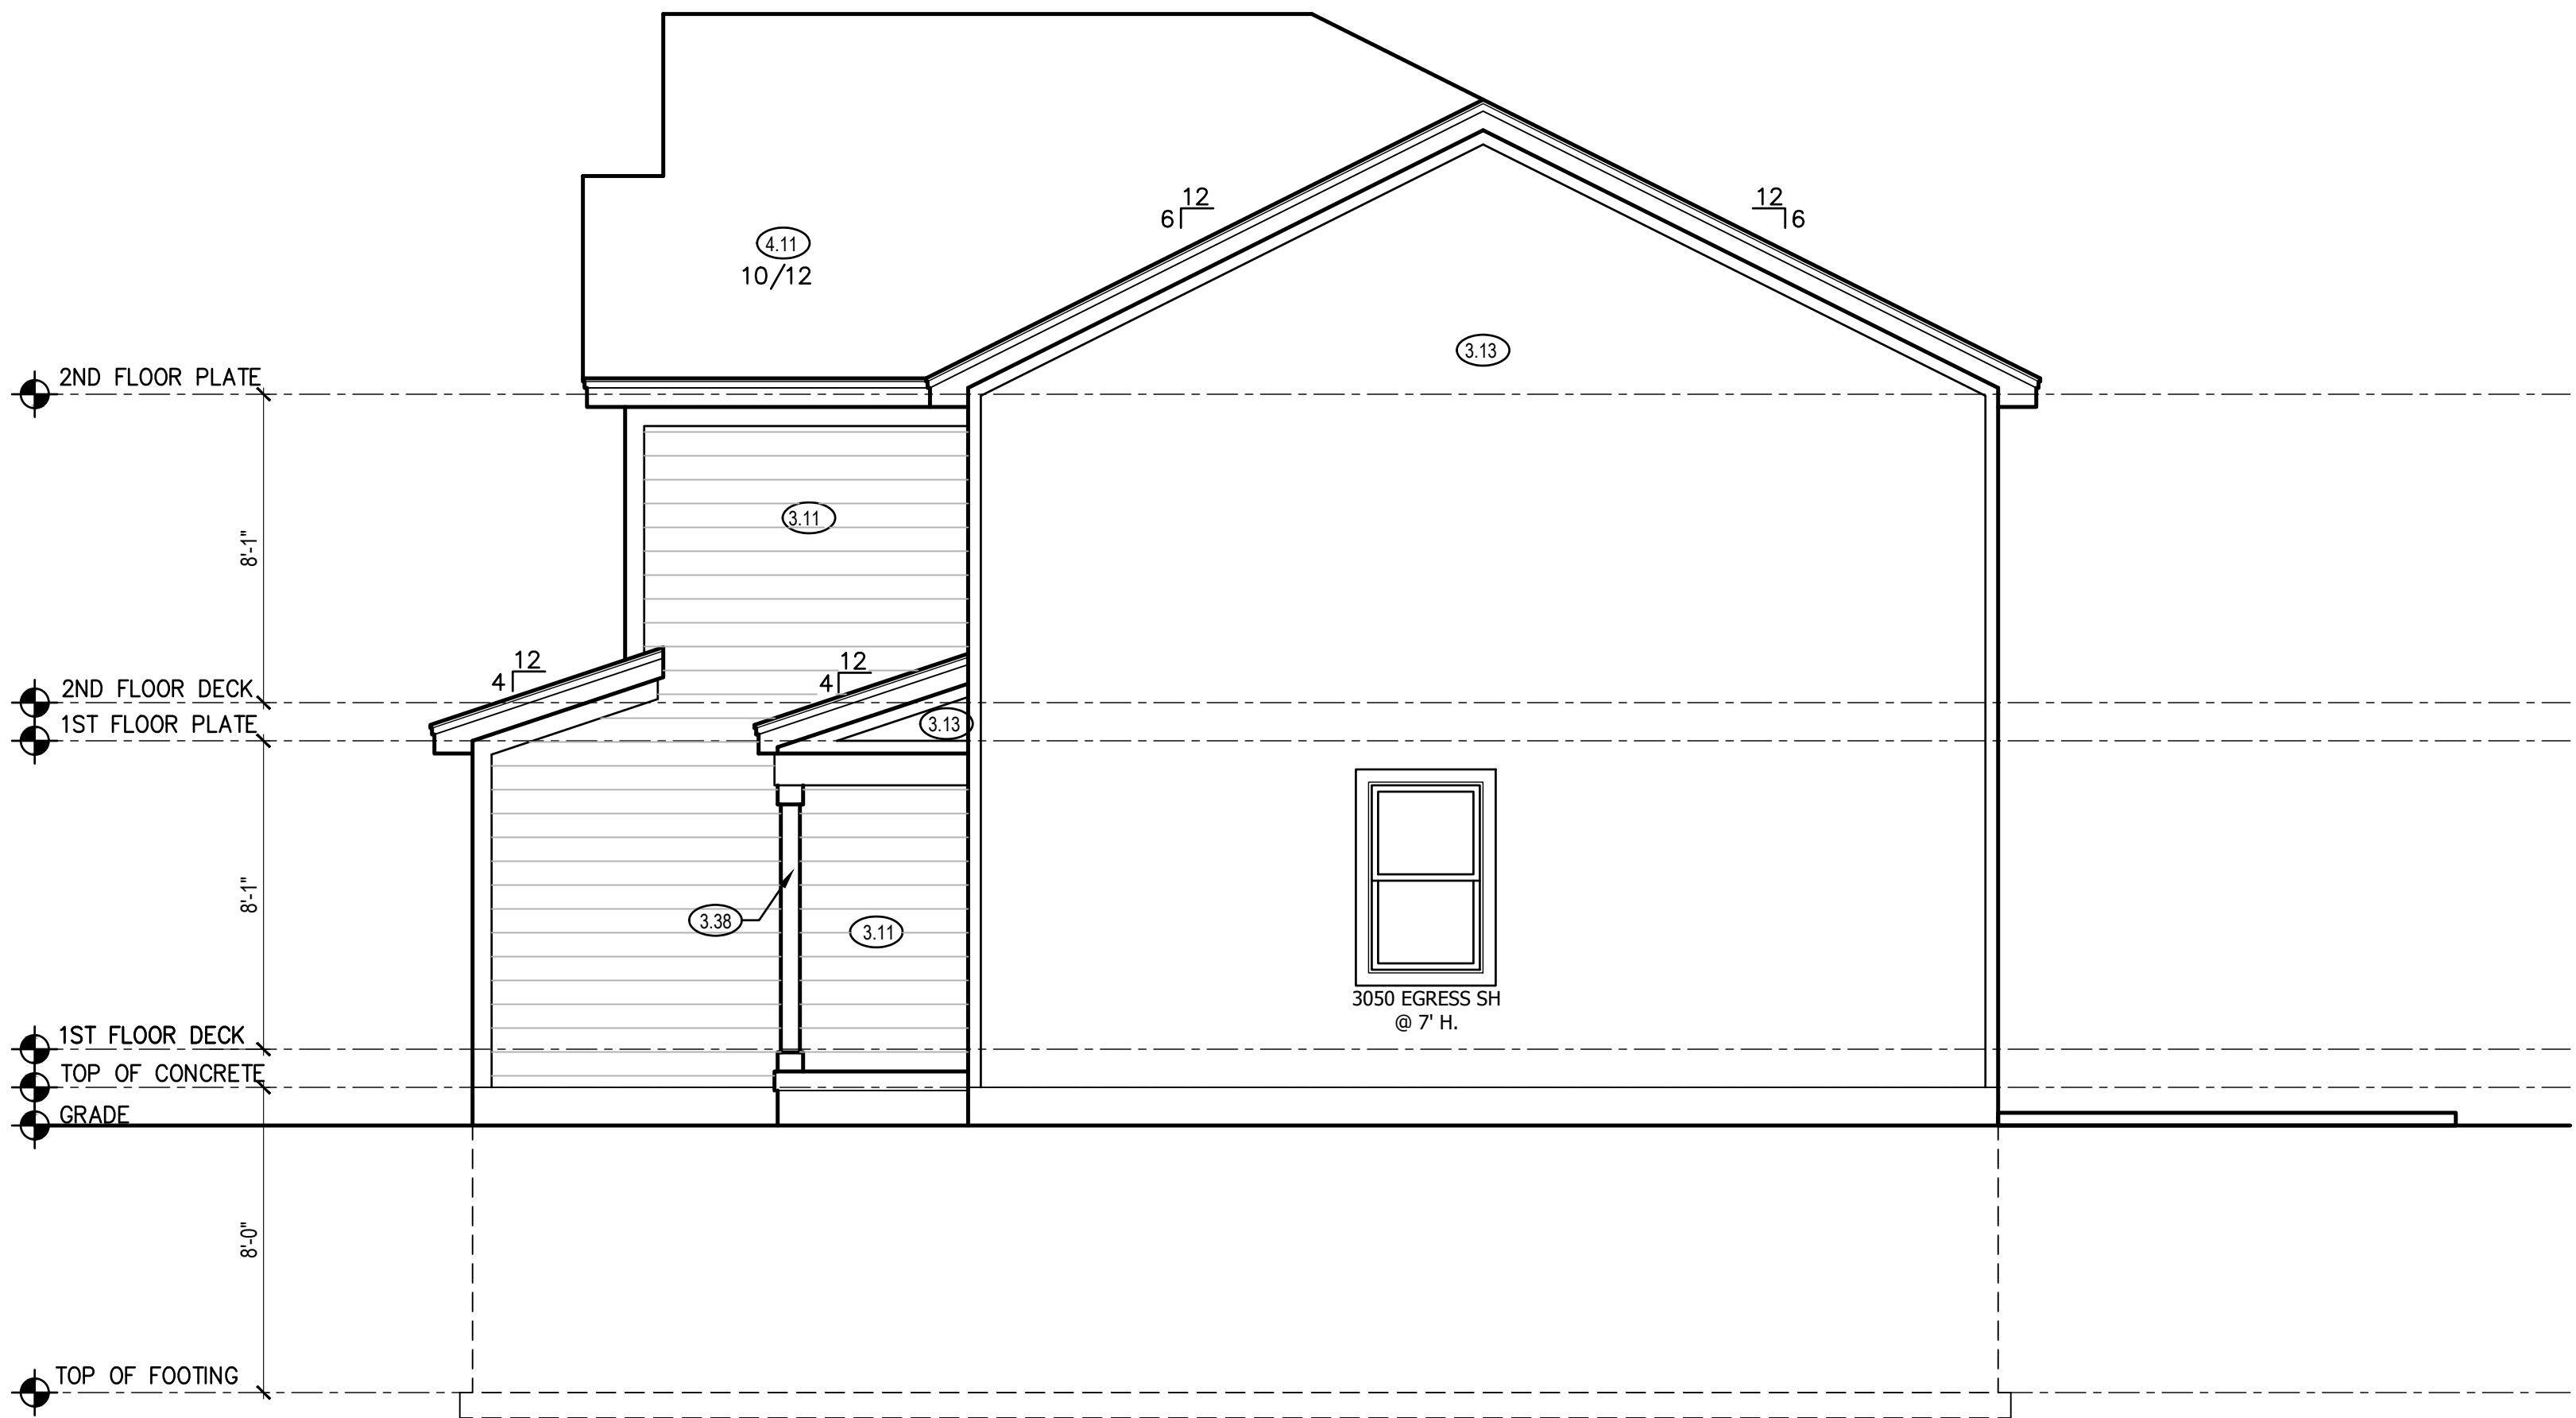 12
6
12
6
4.11
10/12
3.13
2ND FLOOR PLATE
3.11
8'-1"
12
4
12
4
2ND FLOOR DECK
1ST FLOOR PLATE
3.13
8'-1"
3.38
3.11
3050 EGRESS SH
@ 7' H.
1ST FLOOR DECK
TOP OF CONCRETE
GRADE
8'-0"
TOP OF FOOTING